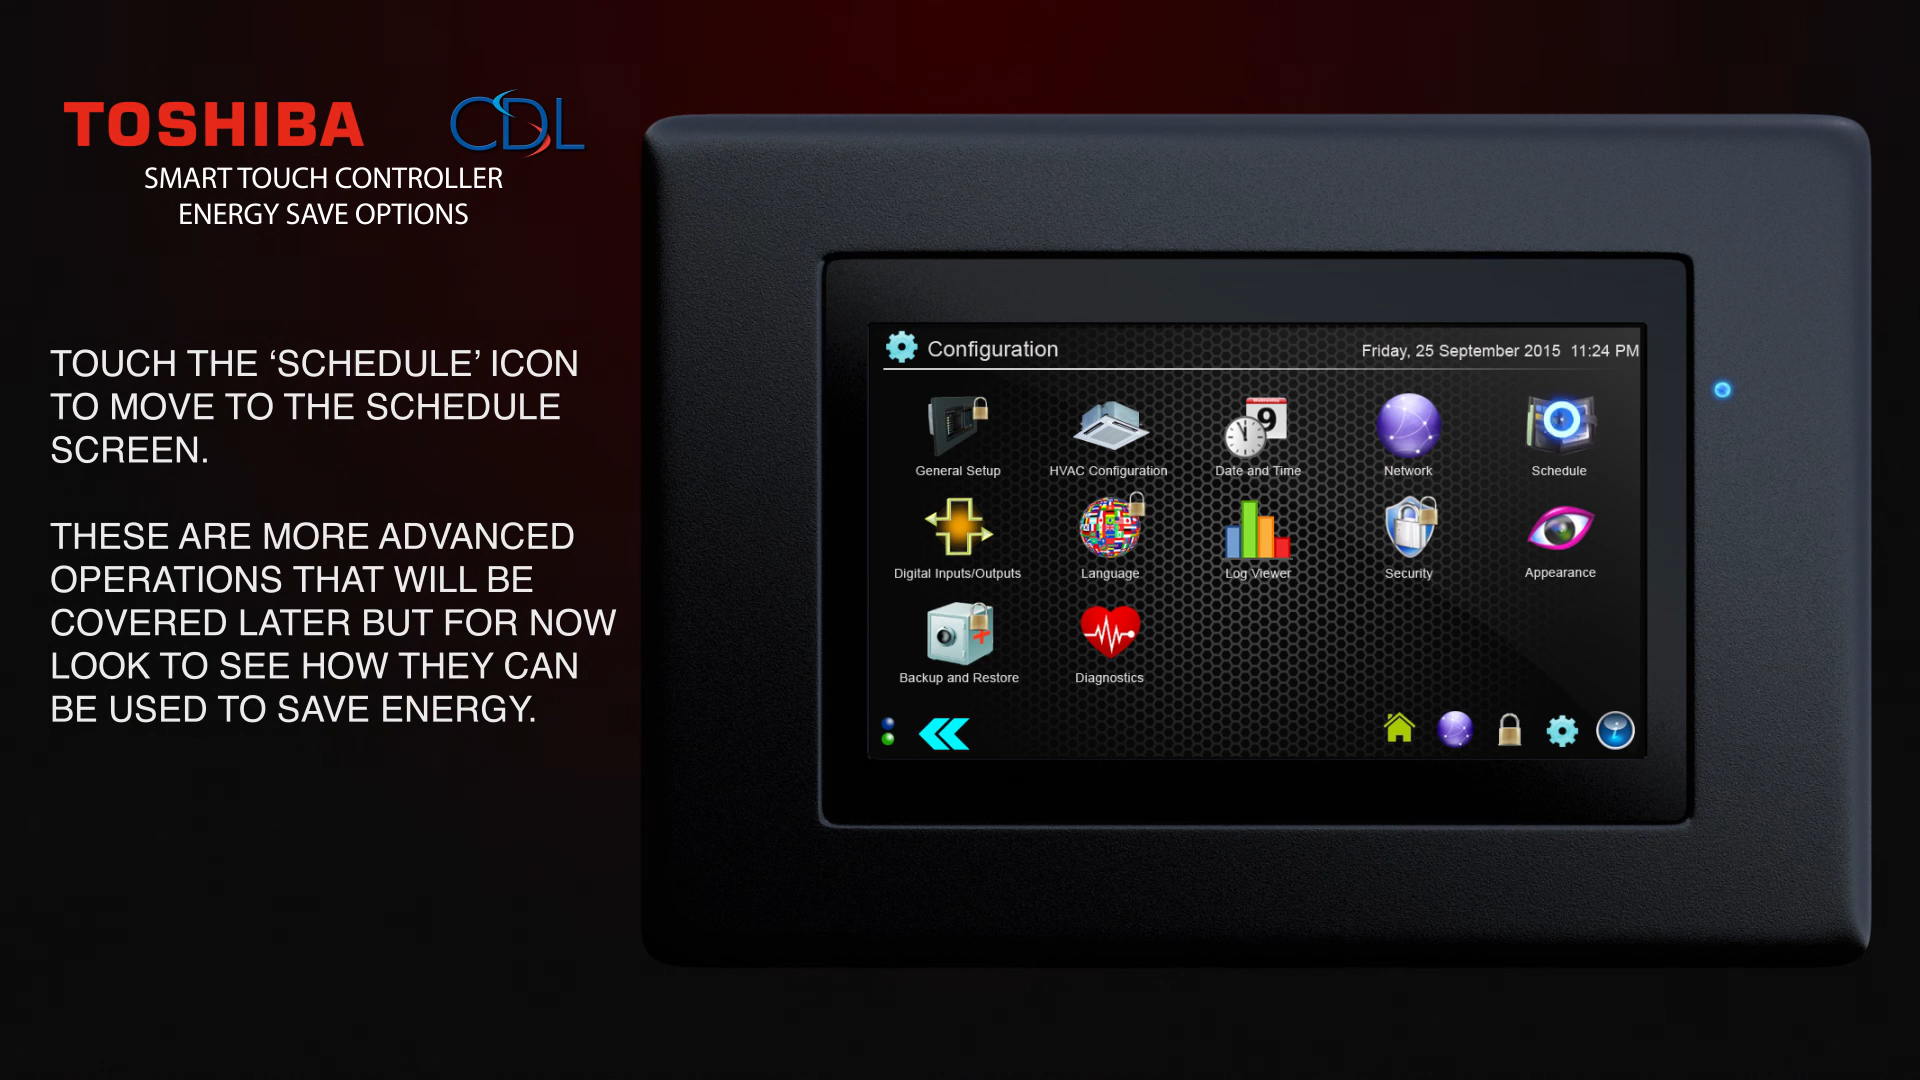 TOSHIBA CDL
SMART TOUCH CONTROLLER
ENERGY SAVE OPTIONS
TOUCH THE ‘SCHEDULE’ ICON
TO MOVE TO THE SCHEDULE
SCREEN.
THESE ARE MORE ADVANCED
OPERATIONS THAT WILL BE
COVERED LATER BUT FOR NOW
LOOK TO SEE HOW THEY CAN
BE USED TO SAVE ENERGY.
Configuration Friday, 25 September 2015 11:24 PM
9
General Setup HVAC Configuration Date and Time Network Schedule
Digital Inputs/Outputs Language Log Viewer Security Appearance
Backup and Restore Diagnostics